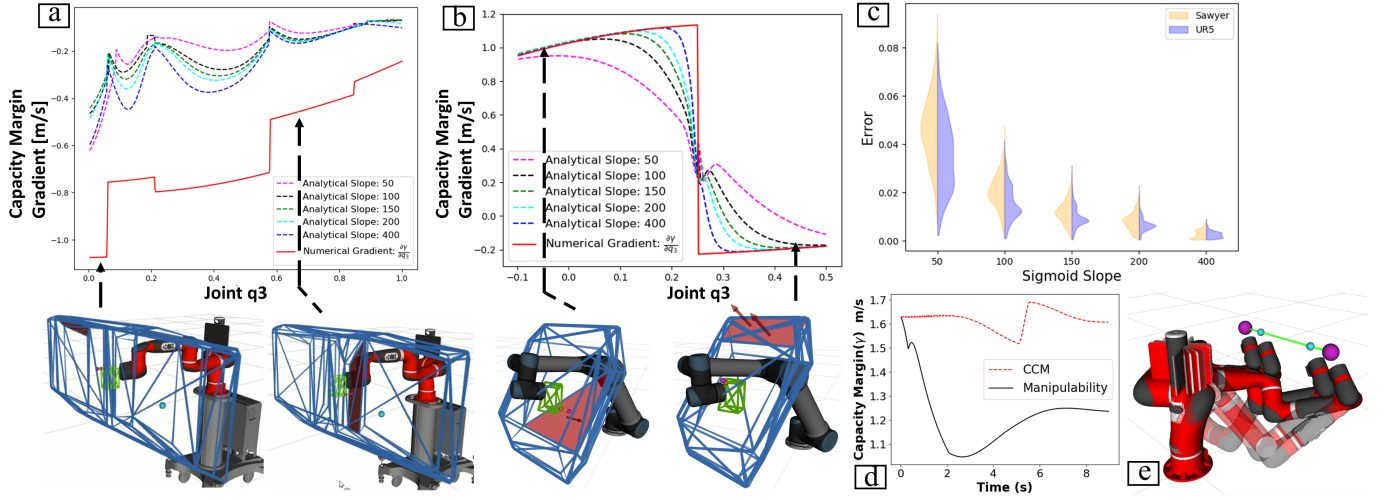 a
Capacity Margin
Gradient [m/s]
−0.2
−0.4
−0.6
−0.8
−1.0
0.0 0.2 0.4 0.6 0.8 1.0
Joint q3
Analytical Slope: 50
Analytical Slope: 100
Analytical Slope: 150
Analytical Slope: 200
Analytical Slope: 400
Numerical Gradient: ∂γ/∂q₃
b
Capacity Margin
Gradient [m/s]
1.2
1.0
0.8
0.6
0.4
0.2
0.0
−0.2
−0.1 0.0 0.1 0.2 0.3 0.4 0.5
Joint q3
Analytical Slope: 50
Analytical Slope: 100
Analytical Slope: 150
Analytical Slope: 200
Analytical Slope: 400
Numerical Gradient: ∂γ/∂q₃
c
Sawyer
UR5
Error
0.08
0.06
0.04
0.02
0.00
50 100 150 200 400
Sigmoid Slope
d
Capacity Margin(γ) m/s
1.7
1.6
1.5
1.4
1.3
1.2
1.1
CCM
Manipulability
0 2 4 6 8
Time (s)
e